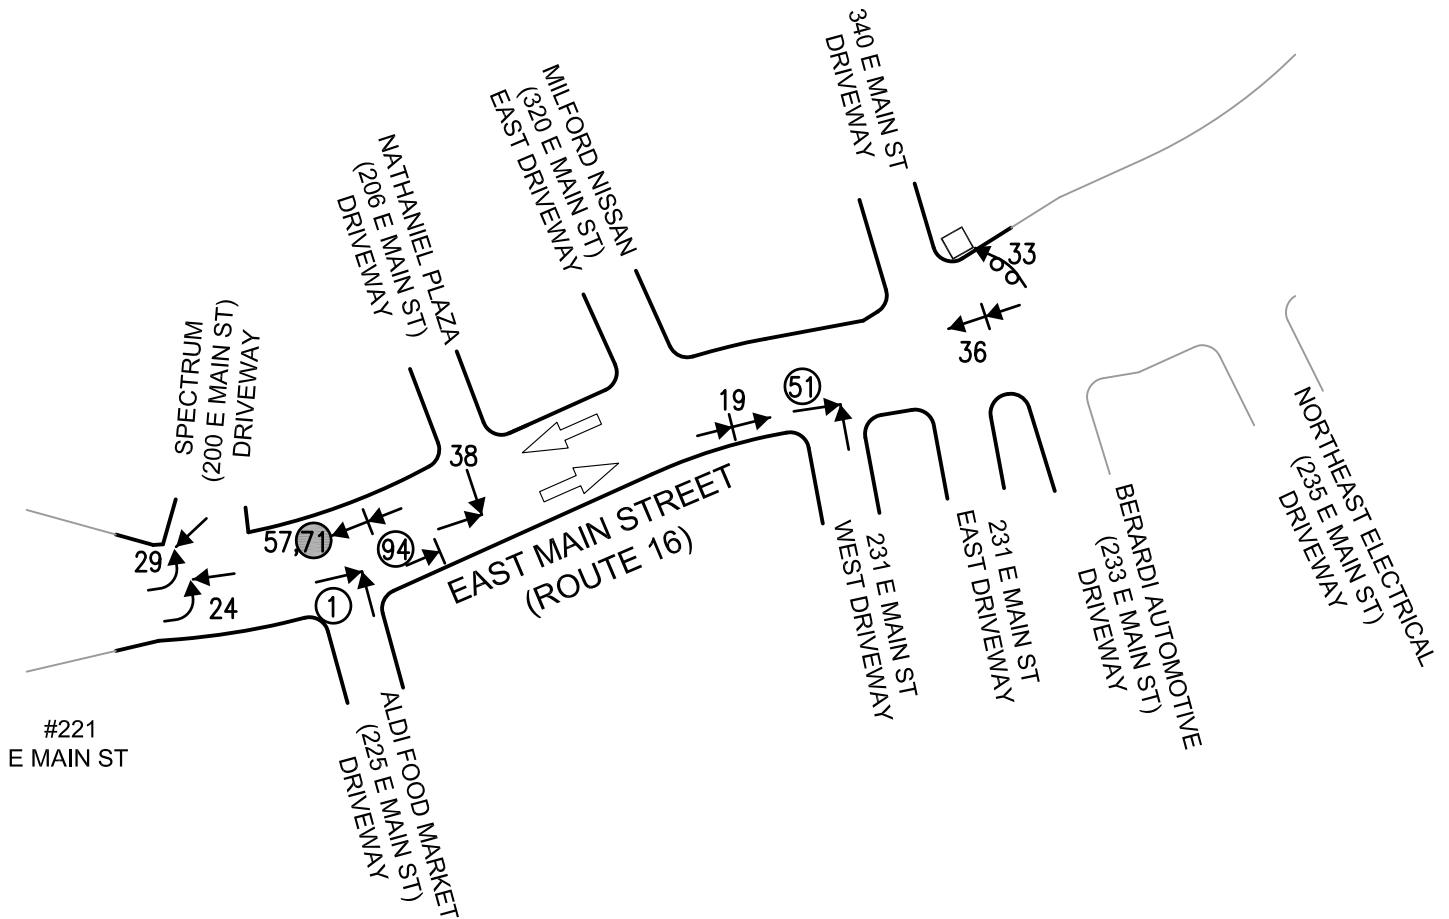 340 E MAIN ST
DRIVEWAY
MILFORD NISSAN
(320 E MAIN ST)
EAST DRIVEWAY
NATHANIEL PLAZA
(206 E MAIN ST)
DRIVEWAY
SPECTRUM
(200 E MAIN ST)
DRIVEWAY
33
36
51
19
38
57,71
94
29
24
1
EAST MAIN STREET
(ROUTE 16)
NORTHEAST ELECTRICAL
(235 E MAIN ST)
DRIVEWAY
BERARDI AUTOMOTIVE
(233 E MAIN ST)
DRIVEWAY
231 E MAIN ST
EAST DRIVEWAY
231 E MAIN ST
WEST DRIVEWAY
ALDI FOOD MARKET
(225 E MAIN ST)
DRIVEWAY
#221
E MAIN ST